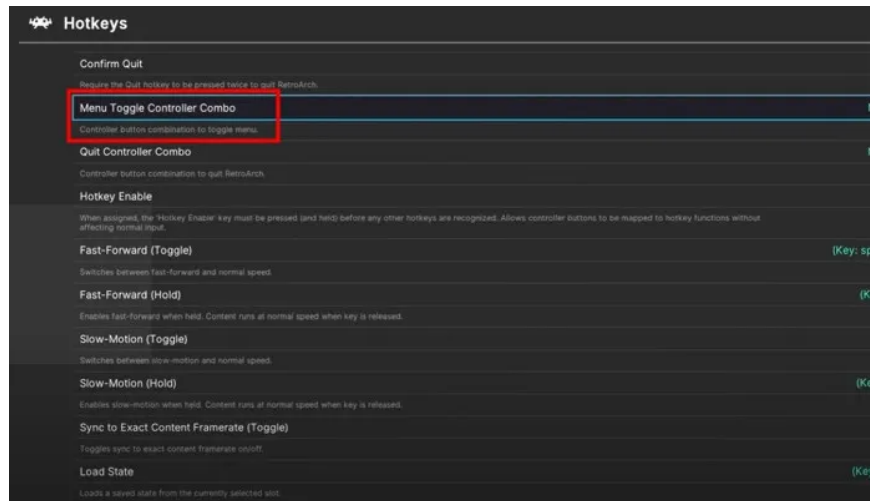 Hotkeys
Confirm Quit
Require the Quit hotkey to be pressed twice to quit RetroArch.
Menu Toggle Controller Combo
Controller button combination to toggle menu.
Quit Controller Combo
Controller button combination to quit RetroArch.
Hotkey Enable
When assigned, the 'Hotkey Enable' key must be pressed (and held) before any other hotkeys are recognized. Allows controller buttons to be mapped to hotkey functions without
affecting normal input.
Fast-Forward (Toggle)
(Key: sp
Switches between fast-forward and normal speed.
Fast-Forward (Hold)
(K
Enables fast-forward when held. Content runs at normal speed when key is released.
Slow-Motion (Toggle)
Switches between slow-motion and normal speed.
Slow-Motion (Hold)
(Ke
Enables slow-motion when held. Content runs at normal speed when key is released.
Sync to Exact Content Framerate (Toggle)
Toggles sync to exact content framerate on/off.
Load State
(Key
Loads a saved state from the currently selected slot.